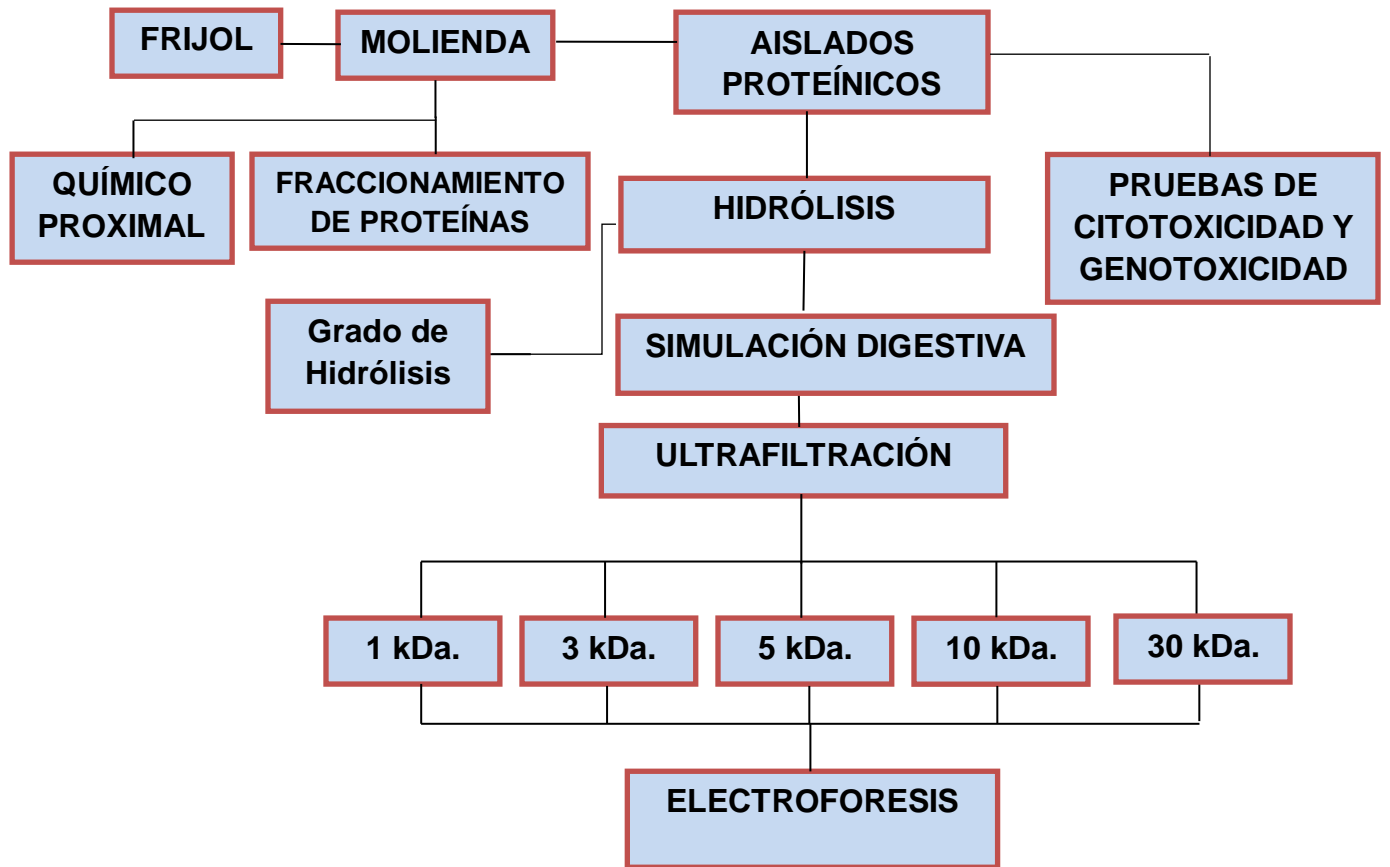 FRIJOL
MOLIENDA
AISLADOS
PROTEÍNICOS
QUÍMICO
PROXIMAL
FRACCIONAMIENTO
DE PROTEÍNAS
HIDRÓLISIS
PRUEBAS DE
CITOTOXICIDAD Y
GENOTOXICIDAD
Grado de
Hidrólisis
SIMULACIÓN DIGESTIVA
ULTRAFILTRACIÓN
1 kDa.
3 kDa.
5 kDa.
10 kDa.
30 kDa.
ELECTROFORESIS